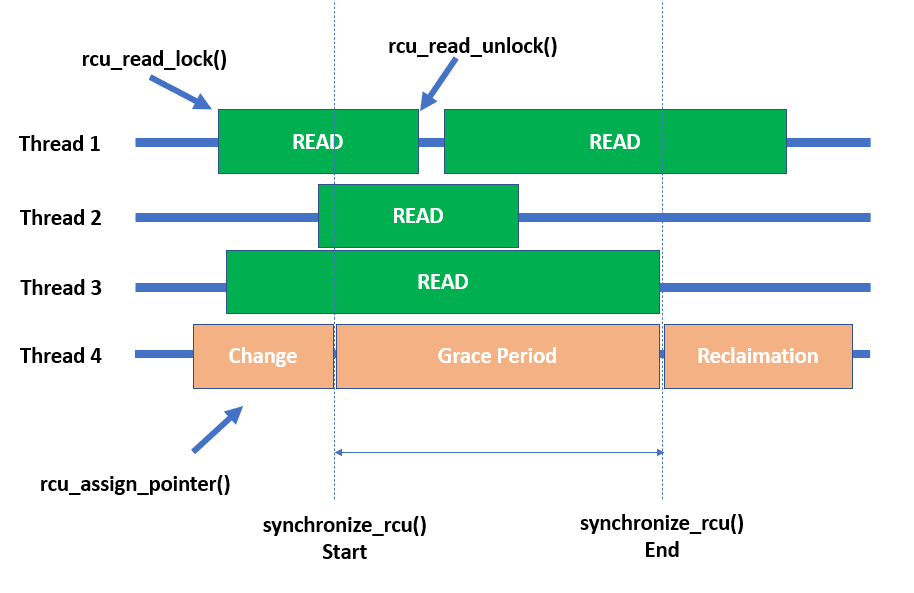 rcu_read_lock()
rcu_read_unlock()
Thread 1
READ
READ
Thread 2
READ
Thread 3
READ
Thread 4
Change
Grace Period
Reclaimation
rcu_assign_pointer()
synchronize_rcu()
Start
synchronize_rcu()
End